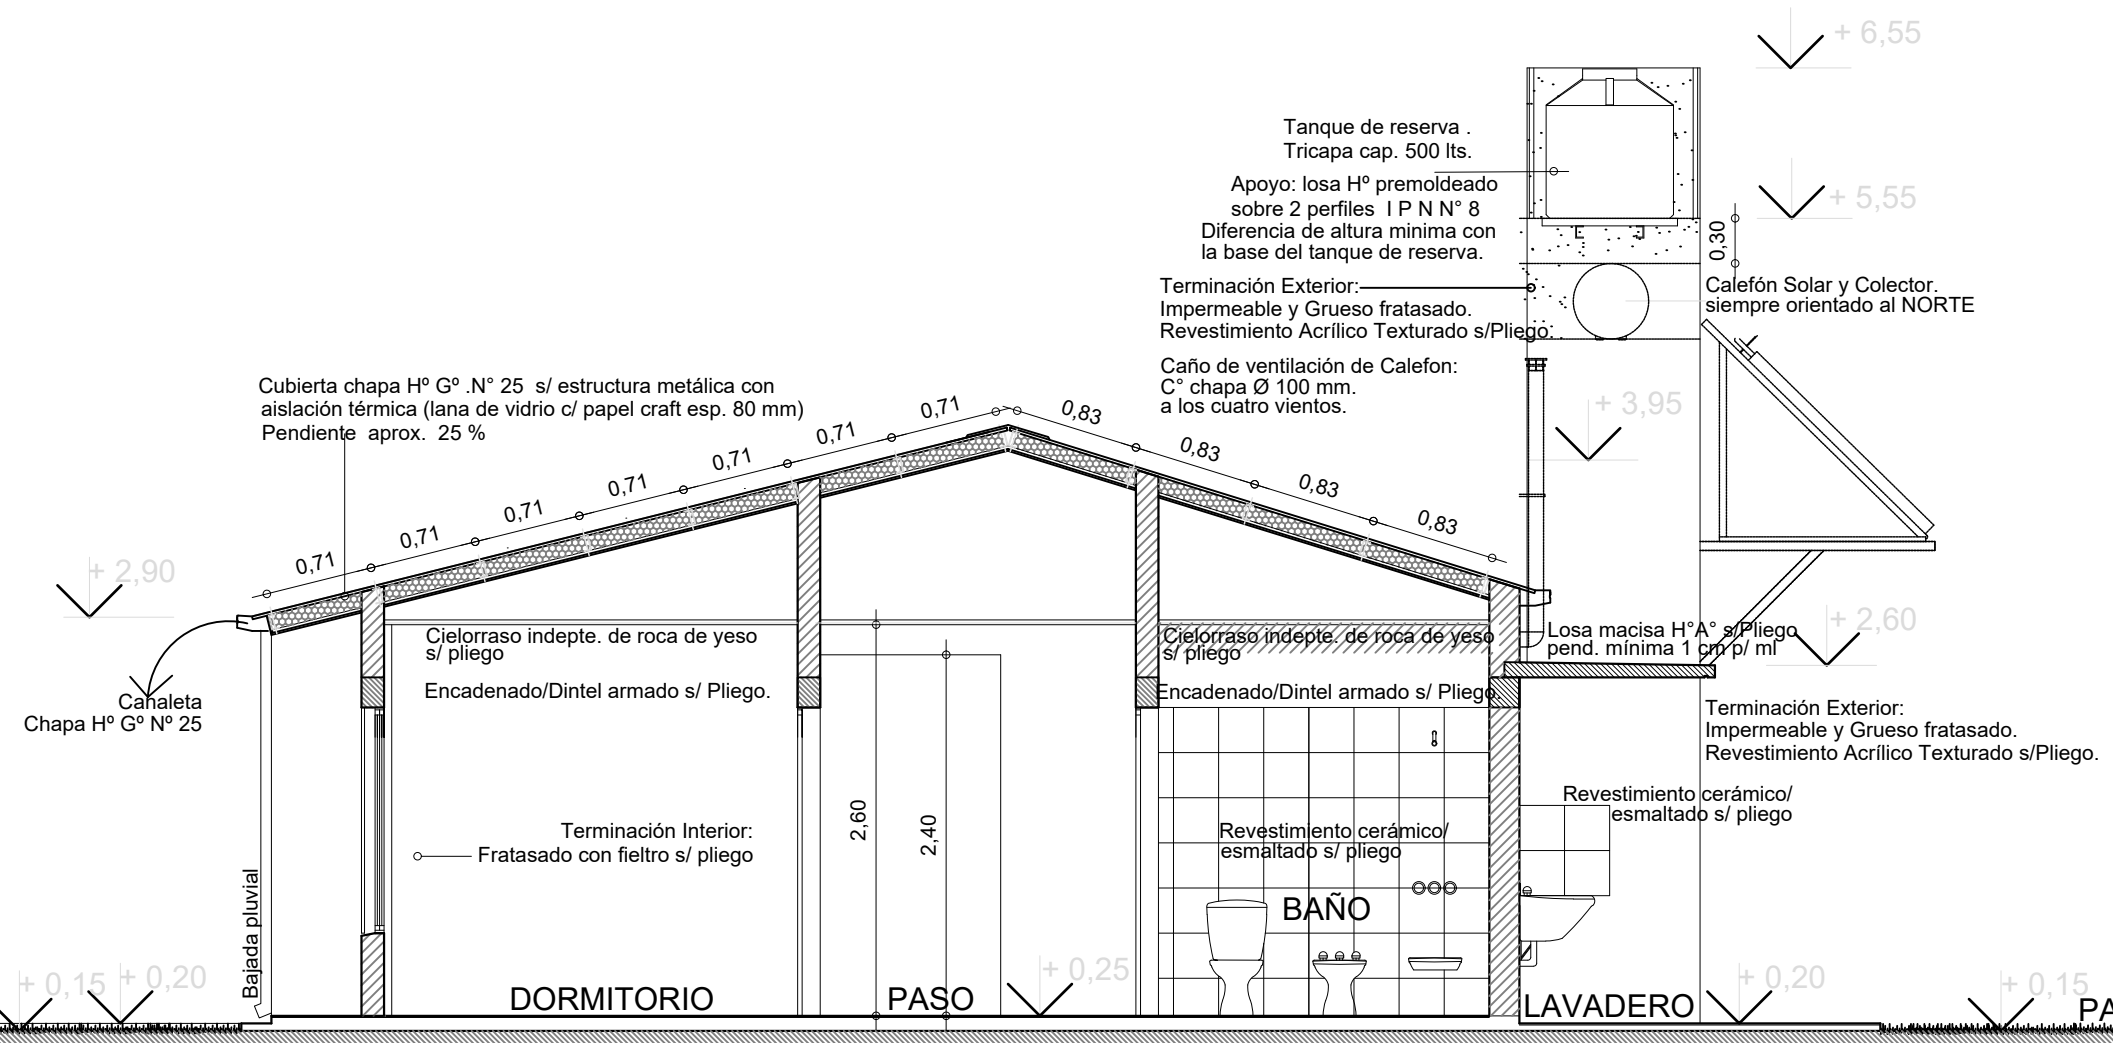 + 6,55
Tanque de reserva .
Tricapa cap. 500 lts.
Apoyo: losa Hº premoldeado
sobre 2 perfiles I P N N° 8
Diferencia de altura minima con
la base del tanque de reserva.
+ 5,55
0,30
Terminación Exterior:
Impermeable y Grueso fratasado.
Revestimiento Acrílico Texturado s/Pliego.
Calefón Solar y Colector.
siempre orientado al NORTE
Caño de ventilación de Calefon:
C° chapa Ø 100 mm.
a los cuatro vientos.
Cubierta chapa Hº Gº .N° 25 s/ estructura metálica con
aislación térmica (lana de vidrio c/ papel craft esp. 80 mm)
Pendiente aprox. 25 %
+ 3,95
0,71
0,71
0,71
0,71
0,71
0,71
0,71
0,83
0,83
0,83
0,83
+ 2,90
Canaleta
Chapa Hº Gº Nº 25
Cielorraso indepte. de roca de yeso
s/ pliego
Encadenado/Dintel armado s/ Pliego.
Cielorraso indepte. de roca de yeso
s/ pliego
Encadenado/Dintel armado s/ Pliego.
Losa macisa H°A° s/Pliego
pend. mínima 1 cm p/ ml
+ 2,60
Terminación Exterior:
Impermeable y Grueso fratasado.
Revestimiento Acrílico Texturado s/Pliego.
Terminación Interior:
Fratasado con fieltro s/ pliego
2,60
2,40
Revestimiento cerámico/
esmaltado s/ pliego
Revestimiento cerámico/
esmaltado s/ pliego
Bajada pluvial
BAÑO
+ 0,15
+ 0,20
DORMITORIO
PASO
+ 0,25
LAVADERO
+ 0,20
+ 0,15
PA